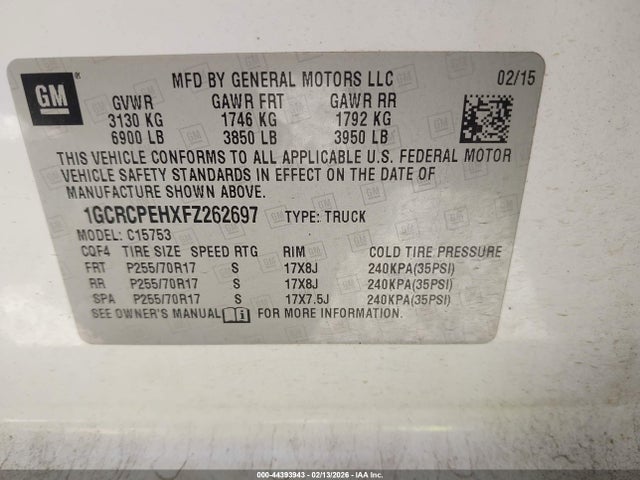 GM
MFD BY GENERAL MOTORS LLC 02/15
GVWR GAWR FRT GAWR RR
3130 KG 1746 KG 1792 KG
6900 LB 3850 LB 3950 LB
THIS VEHICLE CONFORMS TO ALL APPLICABLE U.S. FEDERAL MOTOR
VEHICLE SAFETY STANDARDS IN EFFECT ON THE DATE OF
MANUFACTURE SHOWN ABOVE.
1GCRCPEHXFZ262697 TYPE: TRUCK
MODEL: C15753
CQF4 TIRE SIZE SPEED RTG RIM COLD TIRE PRESSURE
FRT P255/70R17 S 17X8J 240KPA(35PSI)
RR P255/70R17 S 17X8J 240KPA(35PSI)
SPA P255/70R17 S 17X7.5J 240KPA(35PSI)
SEE OWNER'S MANUAL FOR MORE INFORMATION.
000-44393943 - 02/13/2026 - IAA Inc.